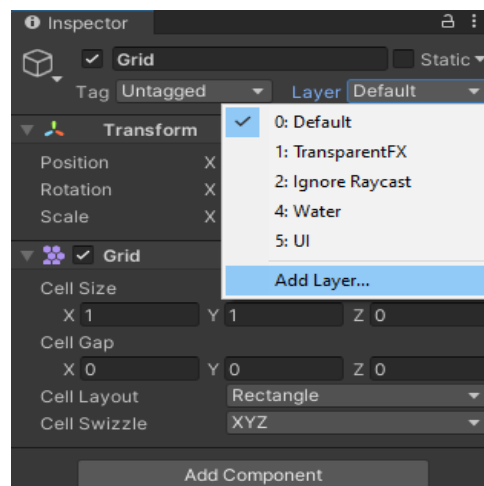 Inspector
Grid Static
Tag Untagged Layer Default
0: Default
Transform
1: TransparentFX
Position X
2: Ignore Raycast
Rotation X
4: Water
Scale X
5: UI
Grid
Add Layer...
Cell Size
X 1 Y 1 Z 0
Cell Gap
X 0 Y 0 Z 0
Cell Layout Rectangle
Cell Swizzle XYZ
Add Component